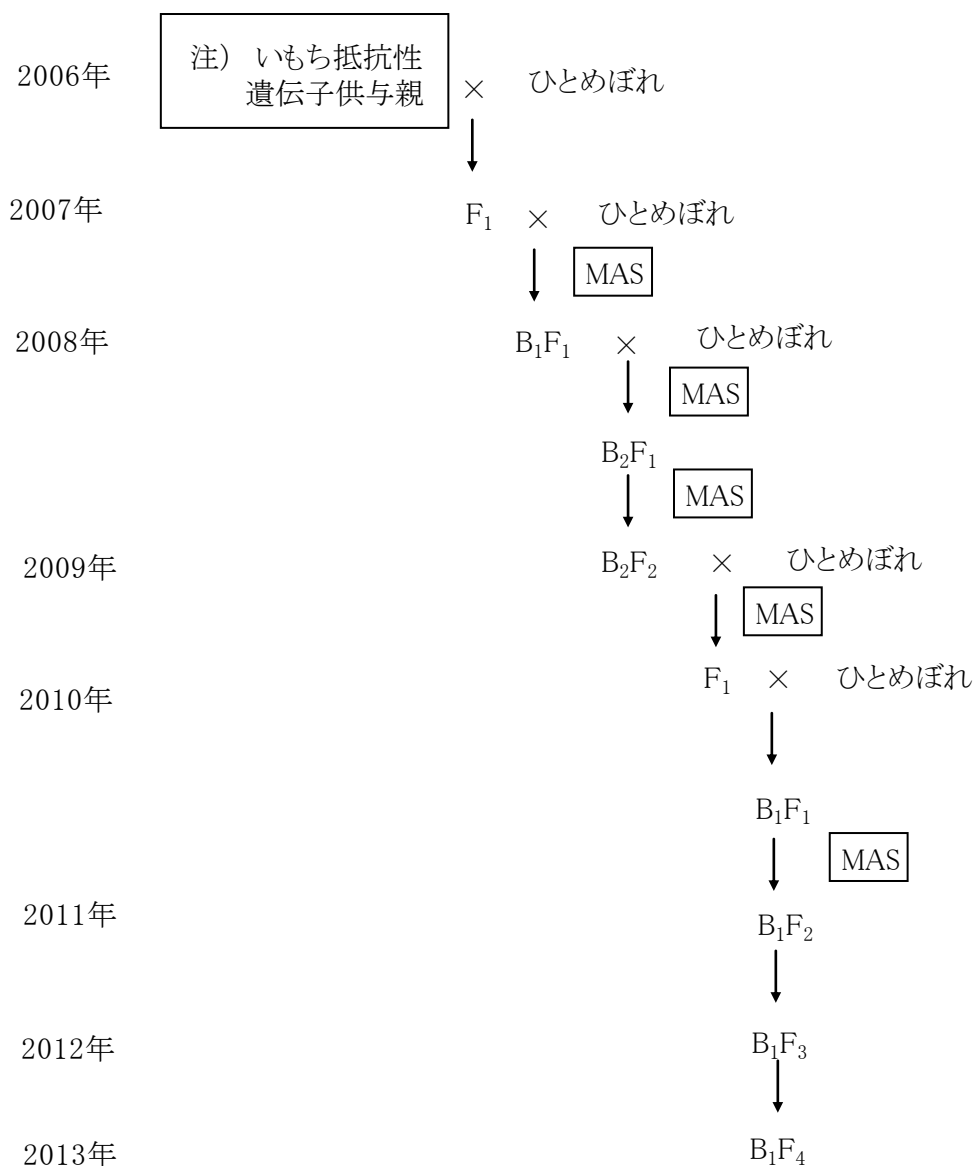 2006年
注) いもち抵抗性
遺伝子供与親
× ひとめぼれ
2007年
F₁ × ひとめぼれ
MAS
2008年
B₁F₁ × ひとめぼれ
MAS
B₂F₁
MAS
2009年
B₂F₂ × ひとめぼれ
MAS
2010年
F₁ × ひとめぼれ
B₁F₁
MAS
2011年
B₁F₂
2012年
B₁F₃
2013年
B₁F₄